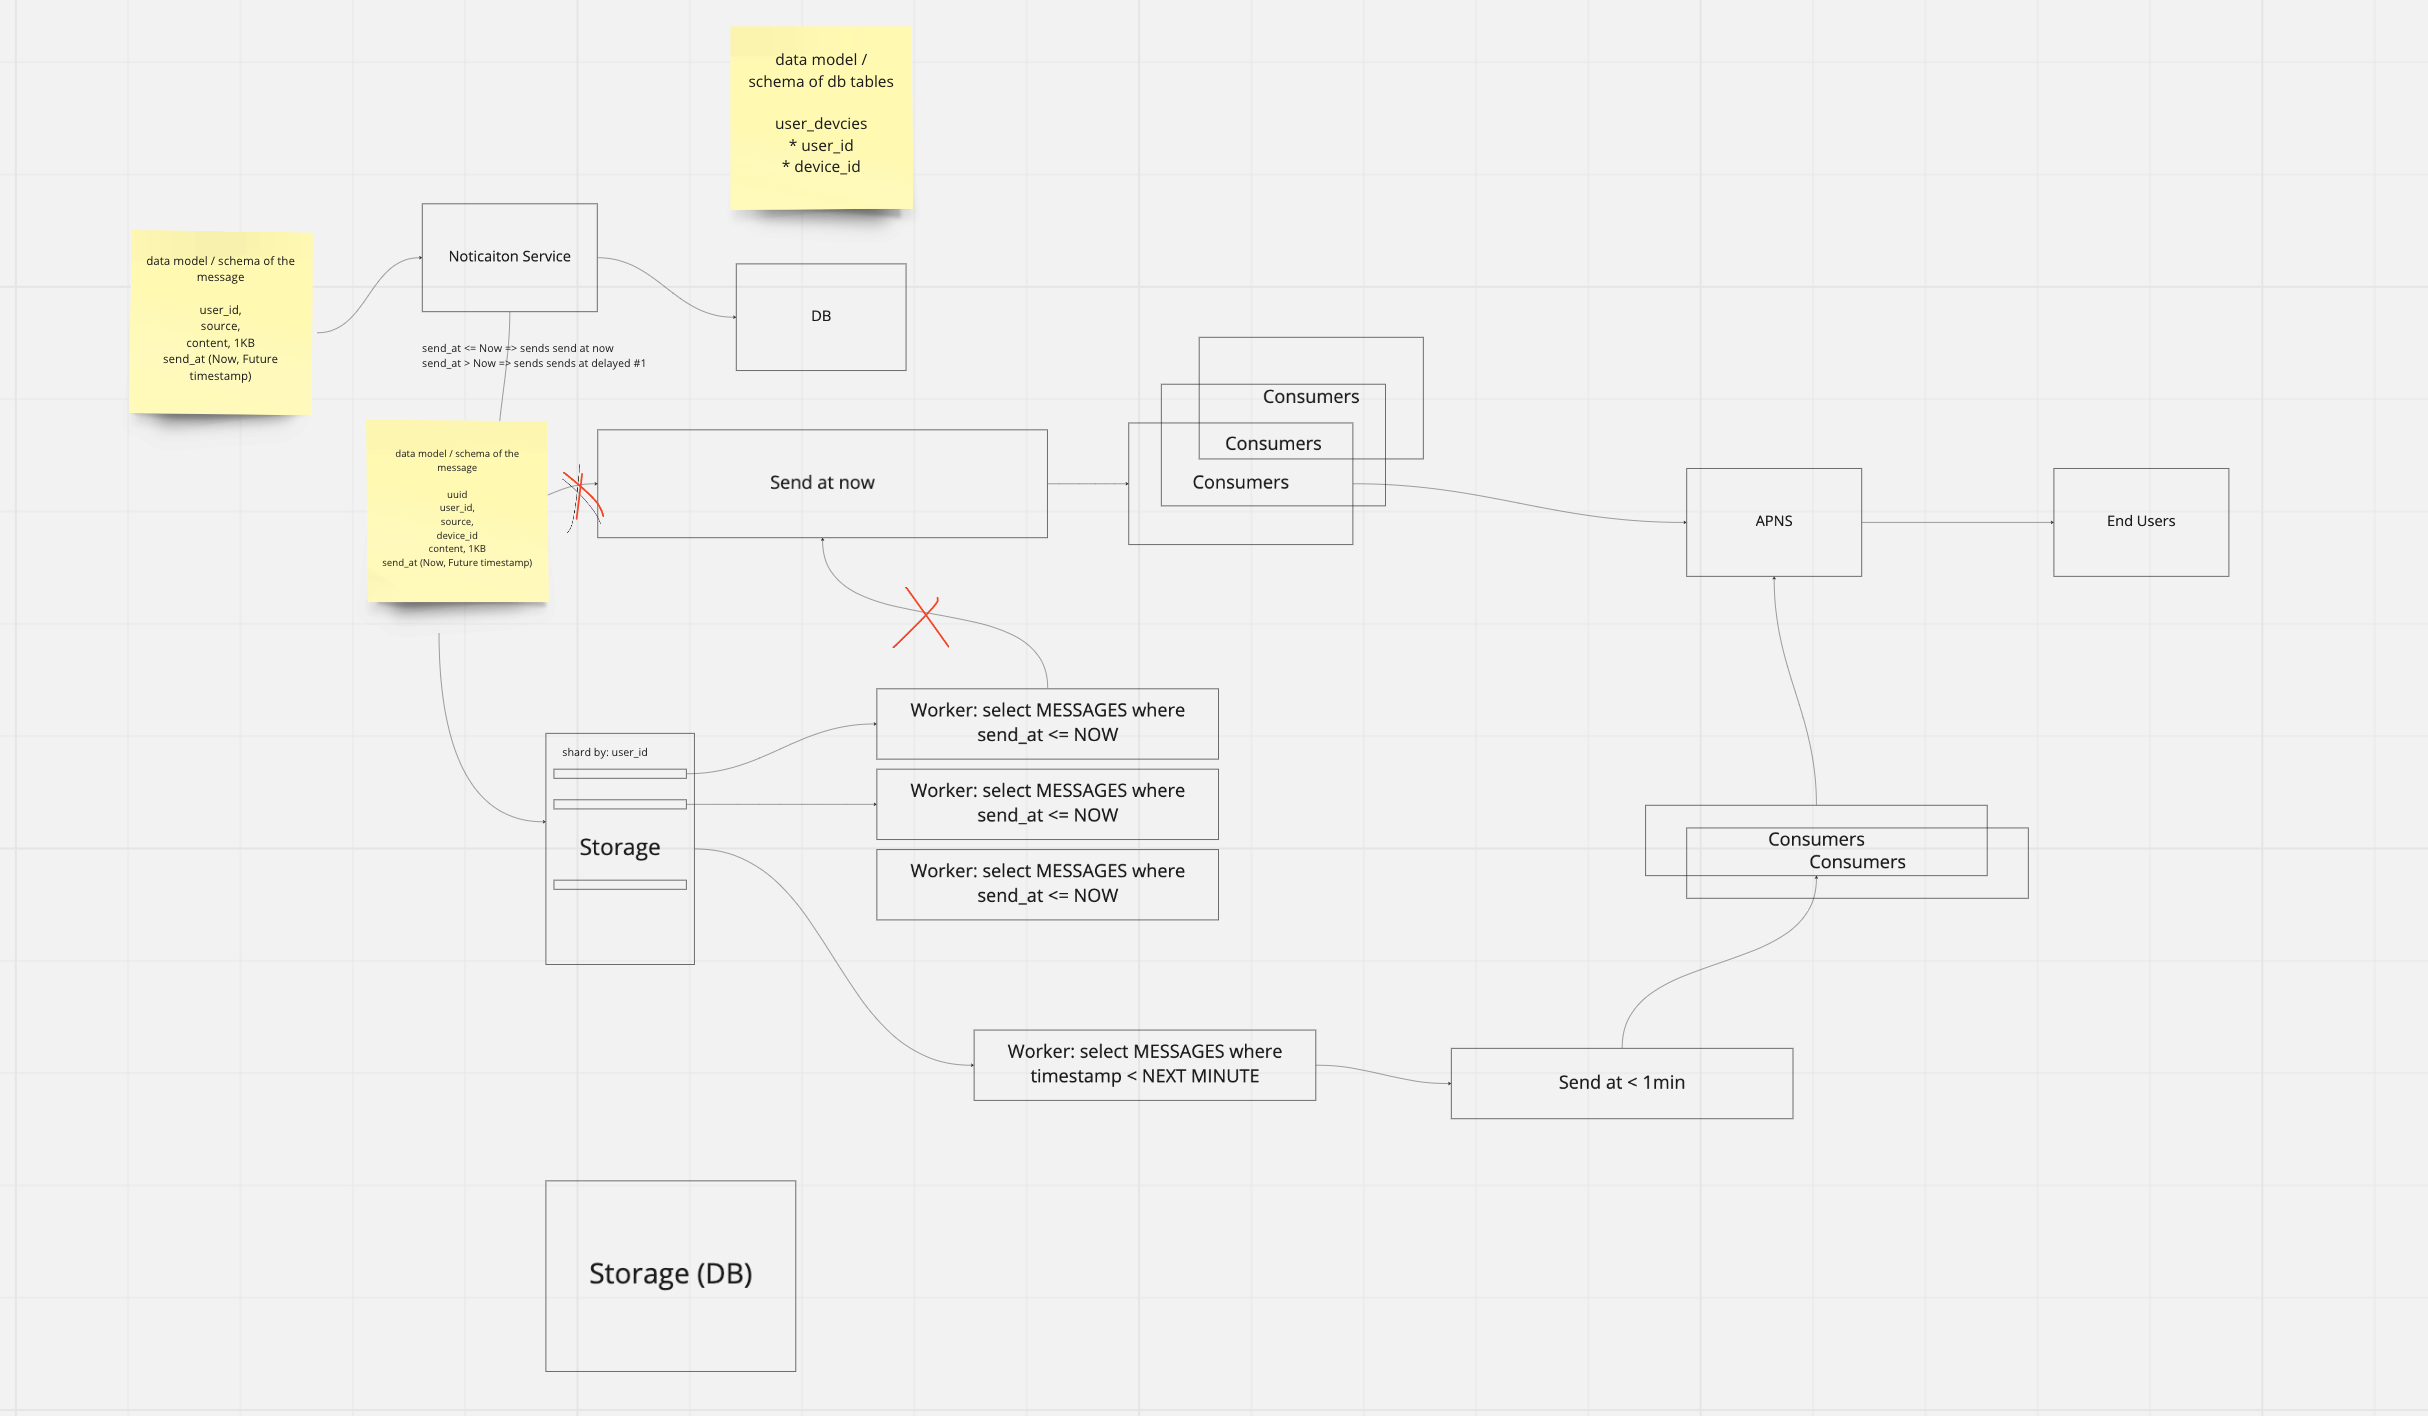 data model /
schema of db tables
user_devcies
* user_id
* device_id
data model / schema of the
message
user_id,
source,
content, 1KB
send_at (Now, Future
timestamp)
Noticaiton Service
DB
send_at <= Now => sends send at now
send_at > Now => sends sends at delayed #1
data model / schema of the
message
uuid
user_id,
source,
device_id
content, 1KB
send_at (Now, Future timestamp)
Send at now
Consumers
Consumers
Consumers
APNS
End Users
shard by: user_id
Storage
Worker: select MESSAGES where
send_at <= NOW
Worker: select MESSAGES where
send_at <= NOW
Worker: select MESSAGES where
send_at <= NOW
Consumers
Consumers
Worker: select MESSAGES where
timestamp < NEXT MINUTE
Send at < 1min
Storage (DB)